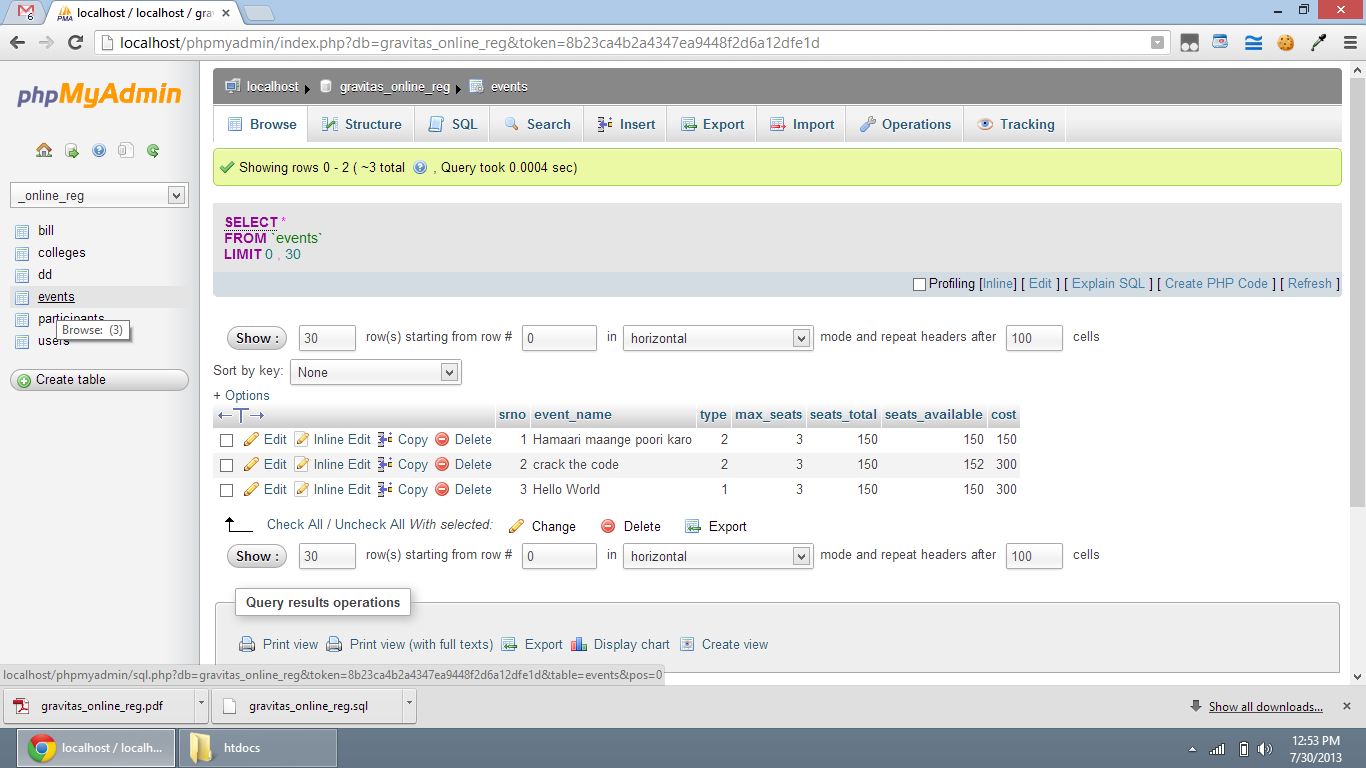 6
localhost / localhost / gra
localhost/phpmyadmin/index.php?db=gravitas_online_reg&token=8b23ca4b2a4347ea9448f2d6a12dfe1d
phpMyAdmin
_online_reg
bill
colleges
dd
events
participants
Browse: (3)
users
Create table
localhost gravitas_online_reg events
Browse Structure SQL Search Insert Export Import Operations Tracking
Showing rows 0 - 2 ( ~3 total , Query took 0.0004 sec)
SELECT *
FROM `events`
LIMIT 0 , 30
Profiling [Inline] [ Edit ] [ Explain SQL ] [ Create PHP Code ] [ Refresh ]
Show : 30 row(s) starting from row # 0 in horizontal mode and repeat headers after 100 cells
Sort by key: None
+ Options
srno event_name type max_seats seats_total seats_available cost
Edit Inline Edit Copy Delete 1 Hamaari maange poori karo 2 3 150 150 150
Edit Inline Edit Copy Delete 2 crack the code 2 3 150 152 300
Edit Inline Edit Copy Delete 3 Hello World 1 3 150 150 300
Check All / Uncheck All With selected: Change Delete Export
Show : 30 row(s) starting from row # 0 in horizontal mode and repeat headers after 100 cells
Query results operations
Print view Print view (with full texts) Export Display chart Create view
localhost/phpmyadmin/sql.php?db=gravitas_online_reg&token=8b23ca4b2a4347ea9448f2d6a12dfe1d&table=events&pos=0
gravitas_online_reg.pdf gravitas_online_reg.sql Show all downloads...
localhost / localh... htdocs
12:53 PM
7/30/2013